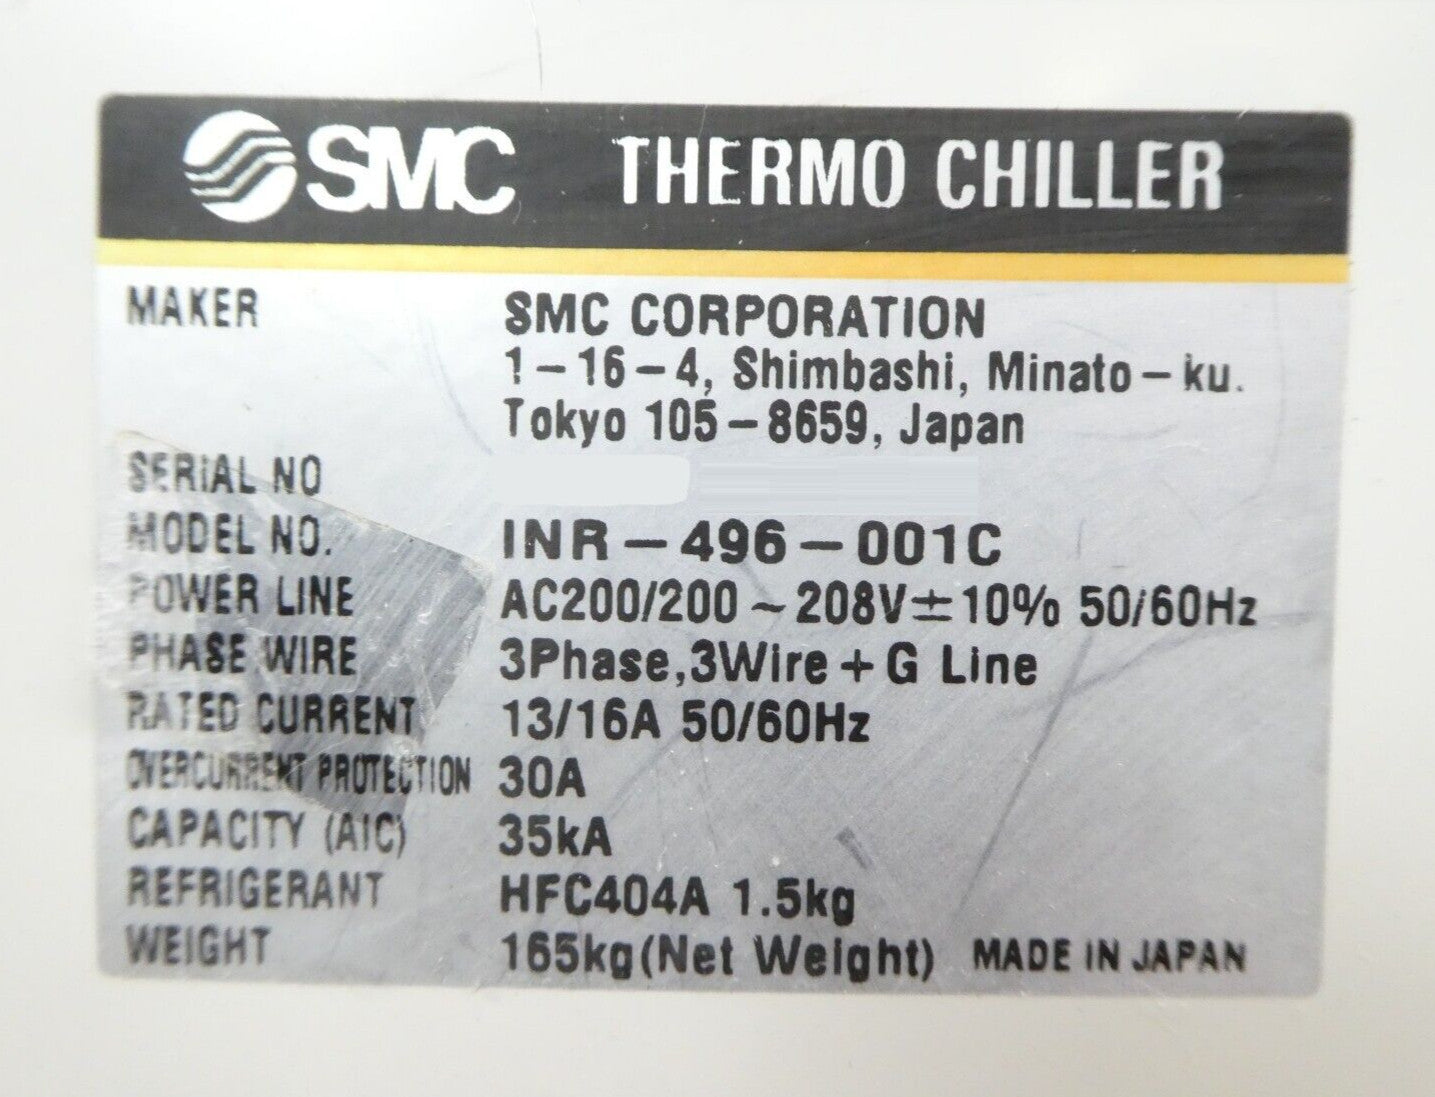 SMC THERMO CHILLER
MAKER SMC CORPORATION
1-16-4, Shimbashi, Minato-ku.
Tokyo 105-8659, Japan
SERIAL NO
MODEL NO. INR-496-001C
POWER LINE AC200/200~208V±10% 50/60Hz
PHASE WIRE 3Phase,3Wire+G Line
RATED CURRENT 13/16A 50/60Hz
OVERCURRENT PROTECTION 30A
CAPACITY (AIC) 35kA
REFRIGERANT HFC404A 1.5kg
WEIGHT 165kg(Net Weight) MADE IN JAPAN